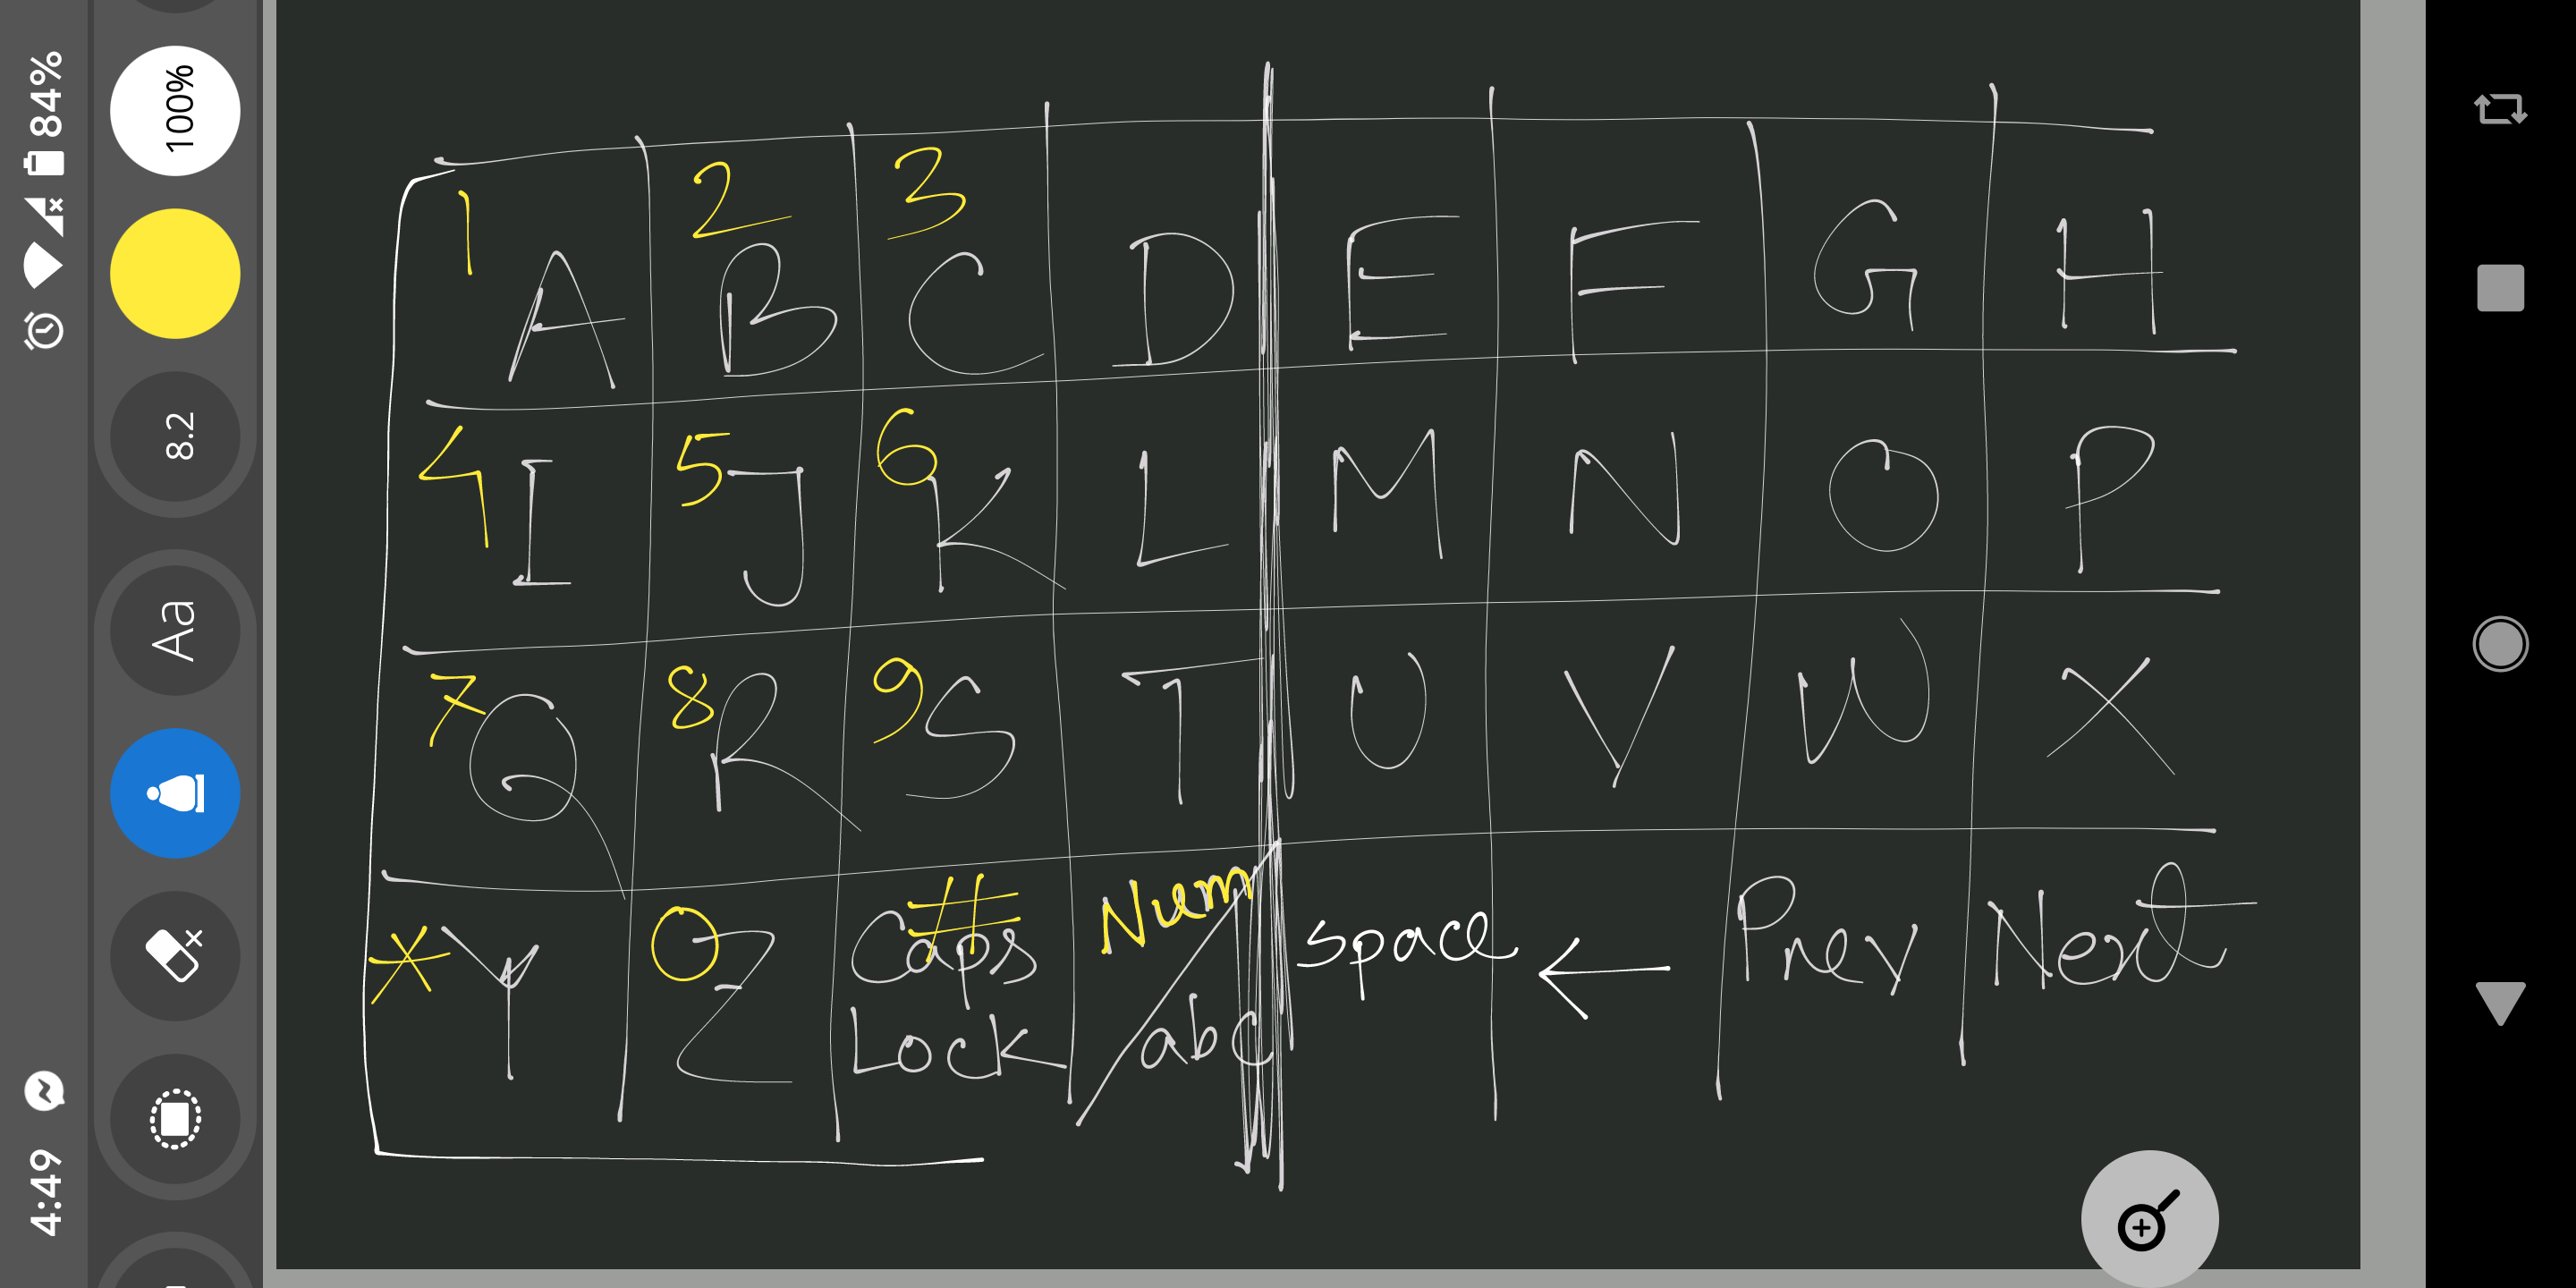 4:49
84%
100%
8.2
Aa
1 2 3
A B C D E F G H
4 5 6
I J K L M N O P
7 8 9
Q R S T U V W X
* 0 # Num
Y Z Caps Lock / abc space ← Prev Next